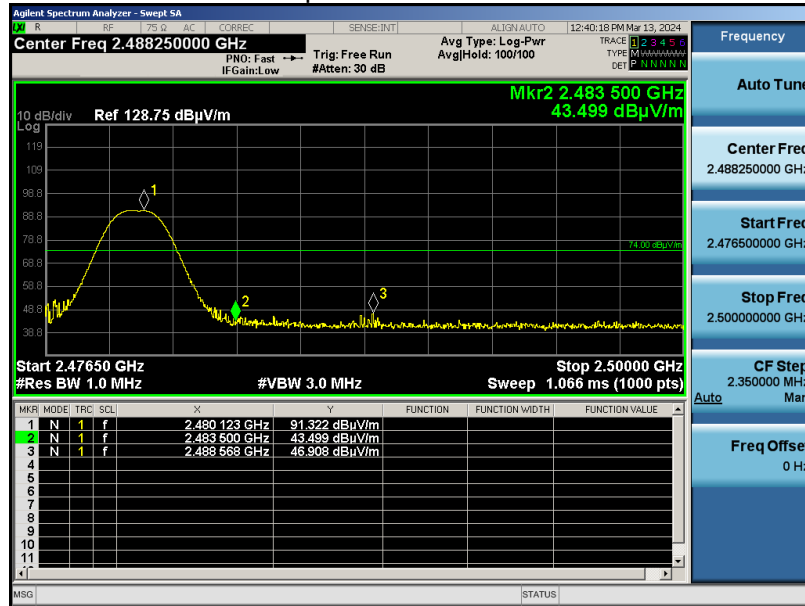 Agilent Spectrum Analyzer - Swept SA
LXI R RF 75 Ω AC CORREC SENSE:INT ALIGN AUTO 12:40:18 PM Mar 13, 2024
Center Freq 2.488250000 GHz
PNO: Fast
IFGain:Low
Trig: Free Run
#Atten: 30 dB
Avg Type: Log-Pwr
Avg|Hold: 100/100
TRACE 1 2 3 4 5 6
TYPE M
DET P N N N N N
Mkr2 2.483 500 GHz
43.499 dBµV/m
10 dB/div Ref 128.75 dBµV/m
Log
119
109
98.8
88.8
78.8
68.8
58.8
48.8
38.8
1
2
3
74.00 dBµV/m
Start 2.47650 GHz Stop 2.50000 GHz
#Res BW 1.0 MHz #VBW 3.0 MHz Sweep 1.066 ms (1000 pts)
MKR MODE TRC SCL X Y FUNCTION FUNCTION WIDTH FUNCTION VALUE
1 N 1 f 2.480 123 GHz 91.322 dBµV/m
2 N 1 f 2.483 500 GHz 43.499 dBµV/m
3 N 1 f 2.488 568 GHz 46.908 dBµV/m
4
5
6
7
8
9
10
11
MSG STATUS
Frequency
Auto Tune
Center Freq
2.488250000 GHz
Start Freq
2.476500000 GHz
Stop Freq
2.500000000 GHz
CF Step
2.350000 MHz
Auto Man
Freq Offset
0 Hz